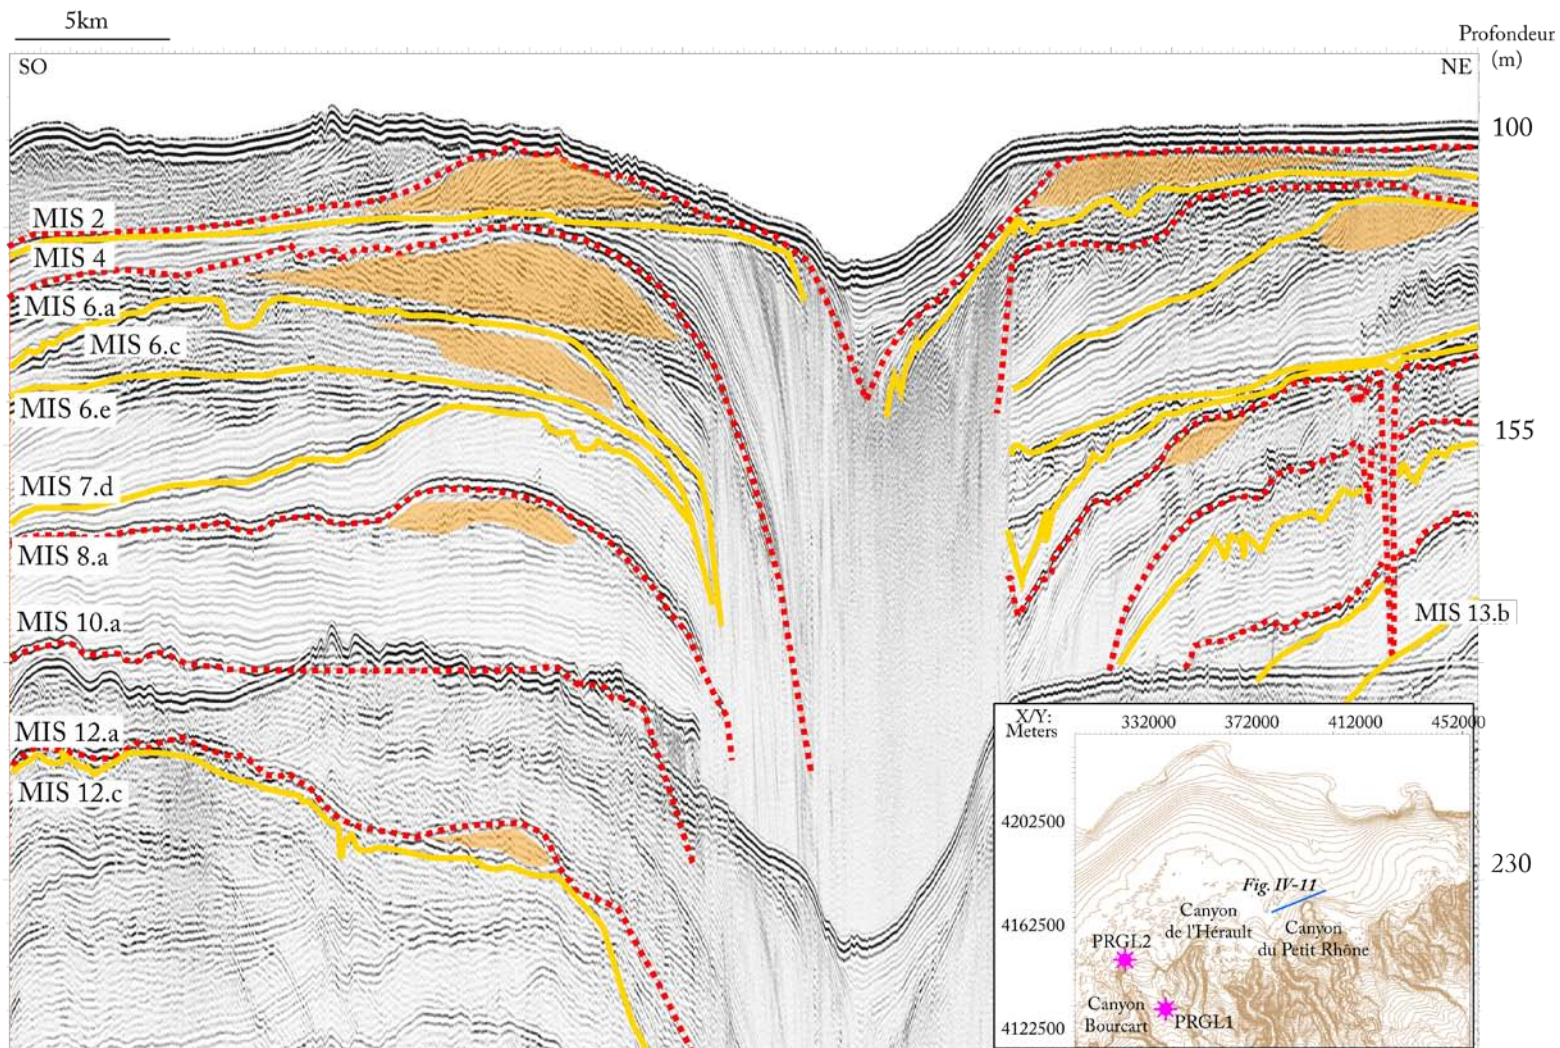 5km
Profondeur
(m)
SO
NE
100
MIS 2
MIS 4
MIS 6.a
MIS 6.c
MIS 6.e
155
MIS 7.d
MIS 8.a
MIS 10.a
MIS 13.b
MIS 12.a
MIS 12.c
230
X/Y:
Meters
332000 372000 412000 452000
4202500
4162500
4122500
Fig. IV-11
Canyon
de l'Hérault
Canyon
du Petit Rhône
PRGL2
Canyon
Bourcart
PRGL1